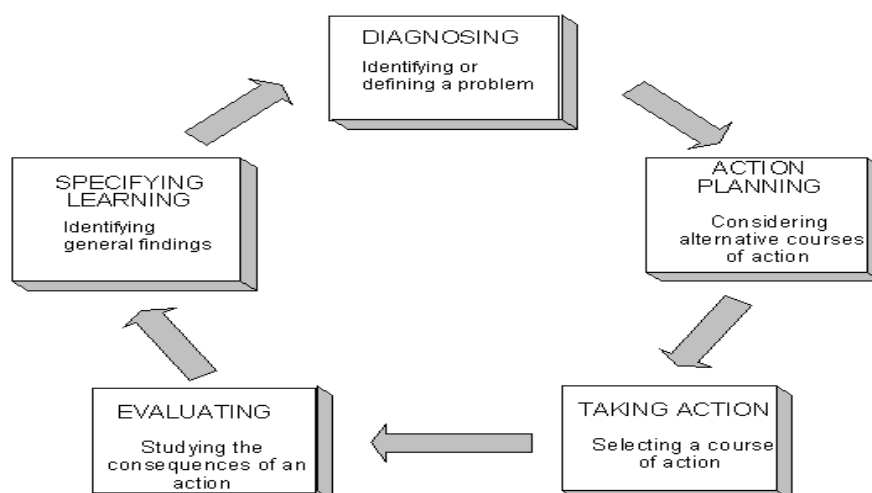 DIAGNOSING
Identifying or
defining a problem
ACTION
PLANNING
Considering
alternative courses
of action
TAKING ACTION
Selecting a course
of action
EVALUATING
Studying the
consequences of an
action
SPECIFYING
LEARNING
Identifying
general findings